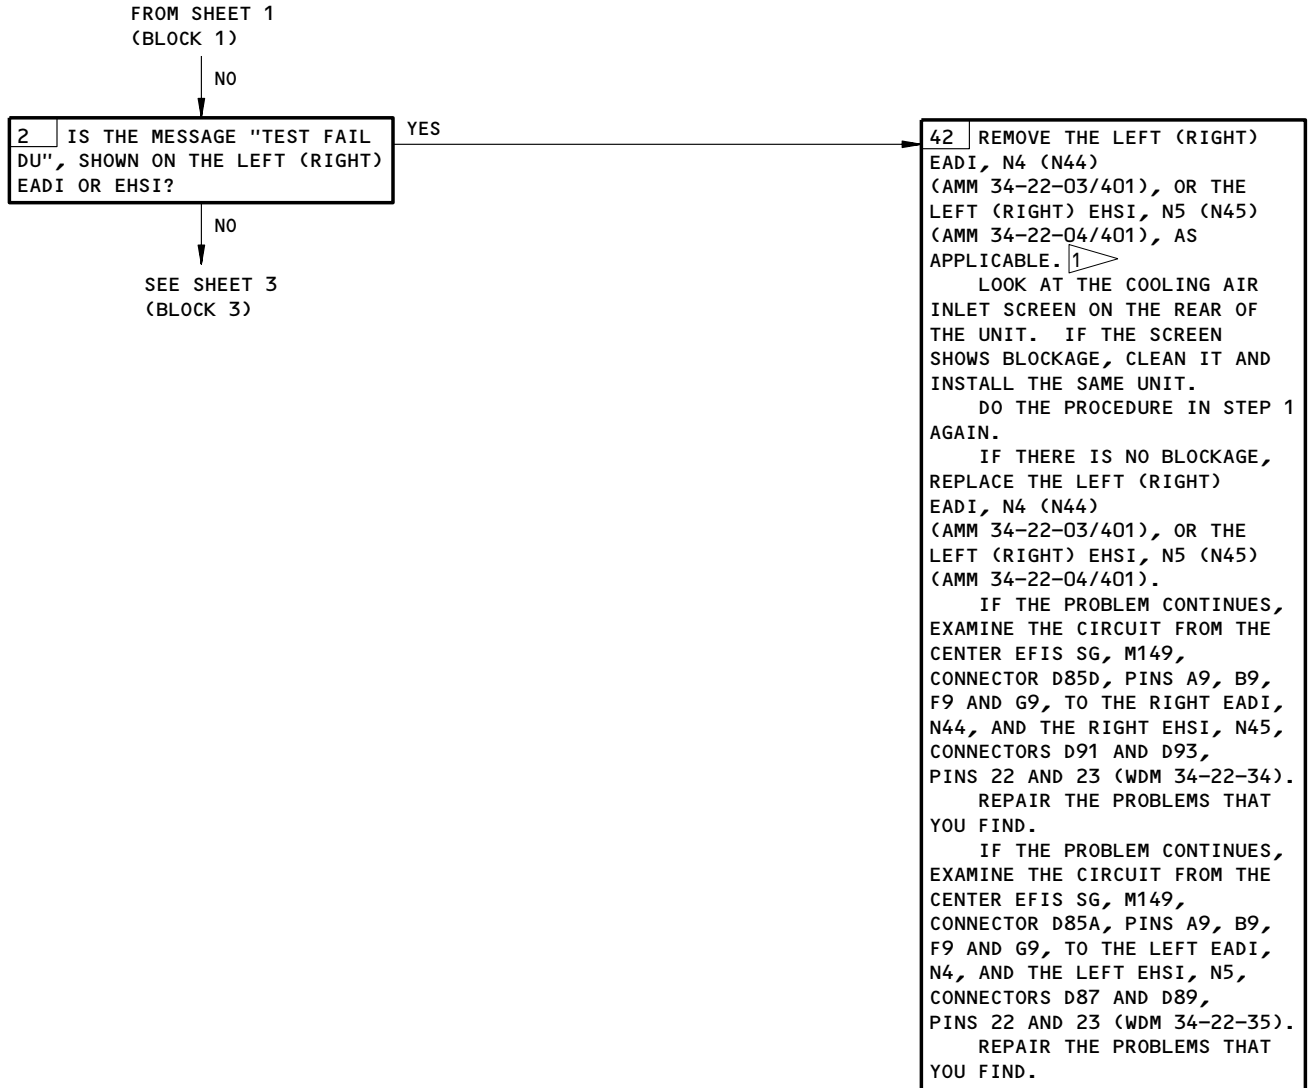 FROM SHEET 1
(BLOCK 1)
NO
2 IS THE MESSAGE "TEST FAIL
DU", SHOWN ON THE LEFT (RIGHT)
EADI OR EHSI?
YES
NO
SEE SHEET 3
(BLOCK 3)
42 REMOVE THE LEFT (RIGHT)
EADI, N4 (N44)
(AMM 34-22-03/401), OR THE
LEFT (RIGHT) EHSI, N5 (N45)
(AMM 34-22-04/401), AS
APPLICABLE. 1
LOOK AT THE COOLING AIR
INLET SCREEN ON THE REAR OF
THE UNIT. IF THE SCREEN
SHOWS BLOCKAGE, CLEAN IT AND
INSTALL THE SAME UNIT.
DO THE PROCEDURE IN STEP 1
AGAIN.
IF THERE IS NO BLOCKAGE,
REPLACE THE LEFT (RIGHT)
EADI, N4 (N44)
(AMM 34-22-03/401), OR THE
LEFT (RIGHT) EHSI, N5 (N45)
(AMM 34-22-04/401).
IF THE PROBLEM CONTINUES,
EXAMINE THE CIRCUIT FROM THE
CENTER EFIS SG, M149,
CONNECTOR D85D, PINS A9, B9,
F9 AND G9, TO THE RIGHT EADI,
N44, AND THE RIGHT EHSI, N45,
CONNECTORS D91 AND D93,
PINS 22 AND 23 (WDM 34-22-34).
REPAIR THE PROBLEMS THAT
YOU FIND.
IF THE PROBLEM CONTINUES,
EXAMINE THE CIRCUIT FROM THE
CENTER EFIS SG, M149,
CONNECTOR D85A, PINS A9, B9,
F9 AND G9, TO THE LEFT EADI,
N4, AND THE LEFT EHSI, N5,
CONNECTORS D87 AND D89,
PINS 22 AND 23 (WDM 34-22-35).
REPAIR THE PROBLEMS THAT
YOU FIND.